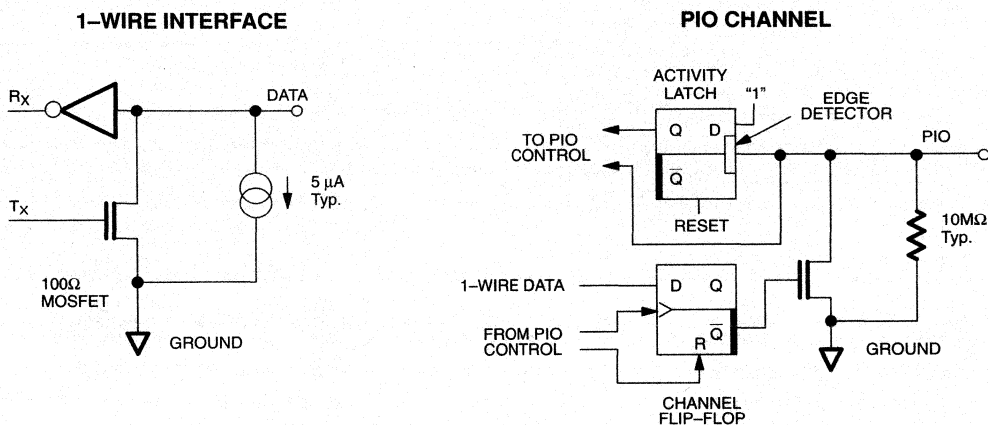 1–WIRE INTERFACE
RX
DATA
5 µA
Typ.
TX
100Ω
MOSFET
GROUND
PIO CHANNEL
ACTIVITY
LATCH
"1"
EDGE
DETECTOR
Q D
TO PIO
CONTROL
PIO
Q
RESET
10MΩ
Typ.
1–WIRE DATA
D Q
FROM PIO
CONTROL
Q
R
GROUND
CHANNEL
FLIP–FLOP